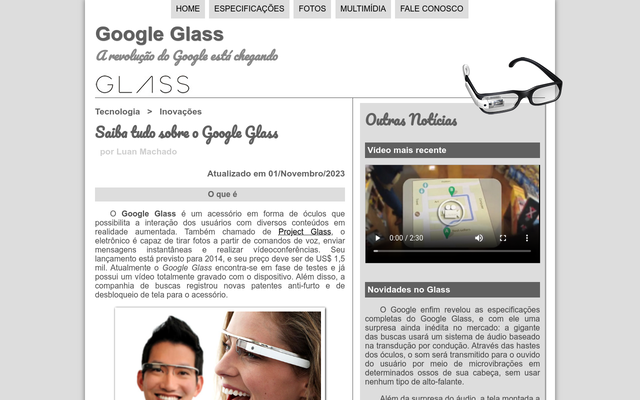 HOME ESPECIFICAÇÕES FOTOS MULTIMÍDIA FALE CONOSCO
Google Glass
A revolução do Google está chegando
GLASS
Tecnologia > Inovações
Saiba tudo sobre o Google Glass
por Luan Machado
Atualizado em 01/Novembro/2023
O que é
O Google Glass é um acessório em forma de óculos que
possibilita a interação dos usuários com diversos conteúdos em
realidade aumentada. Também chamado de Project Glass, o
eletrônico é capaz de tirar fotos a partir de comandos de voz, enviar
mensagens instantâneas e realizar vídeoconferências. Seu
lançamento está previsto para 2014, e seu preço deve ser de US$ 1,5
mil. Atualmente o Google Glass encontra-se em fase de testes e já
possui um vídeo totalmente gravado com o dispositivo. Além disso, a
companhia de buscas registrou novas patentes anti-furto e de
desbloqueio de tela para o acessório.
Outras Notícias
Vídeo mais recente
0:00 / 2:30
Novidades no Glass
O Google enfim revelou as especificações
completas do Google Glass, e com ele uma
surpresa ainda inédita no mercado: a gigante
das buscas usará um sistema de áudio baseado
na transdução por condução. Através das hastes
dos óculos, o som será transmitido para o ouvido
do usuário por meio de microvibrações em
determinados ossos de sua cabeça, sem usar
nenhum tipo de alto-falante.
Além da surpresa do áudio, a tela montada a